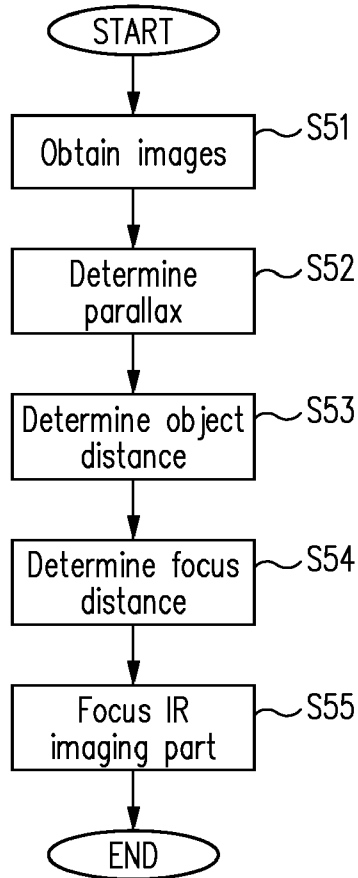 START
Obtain images
S51
Determine
parallax
S52
Determine object
distance
S53
Determine focus
distance
S54
Focus IR
imaging part
S55
END